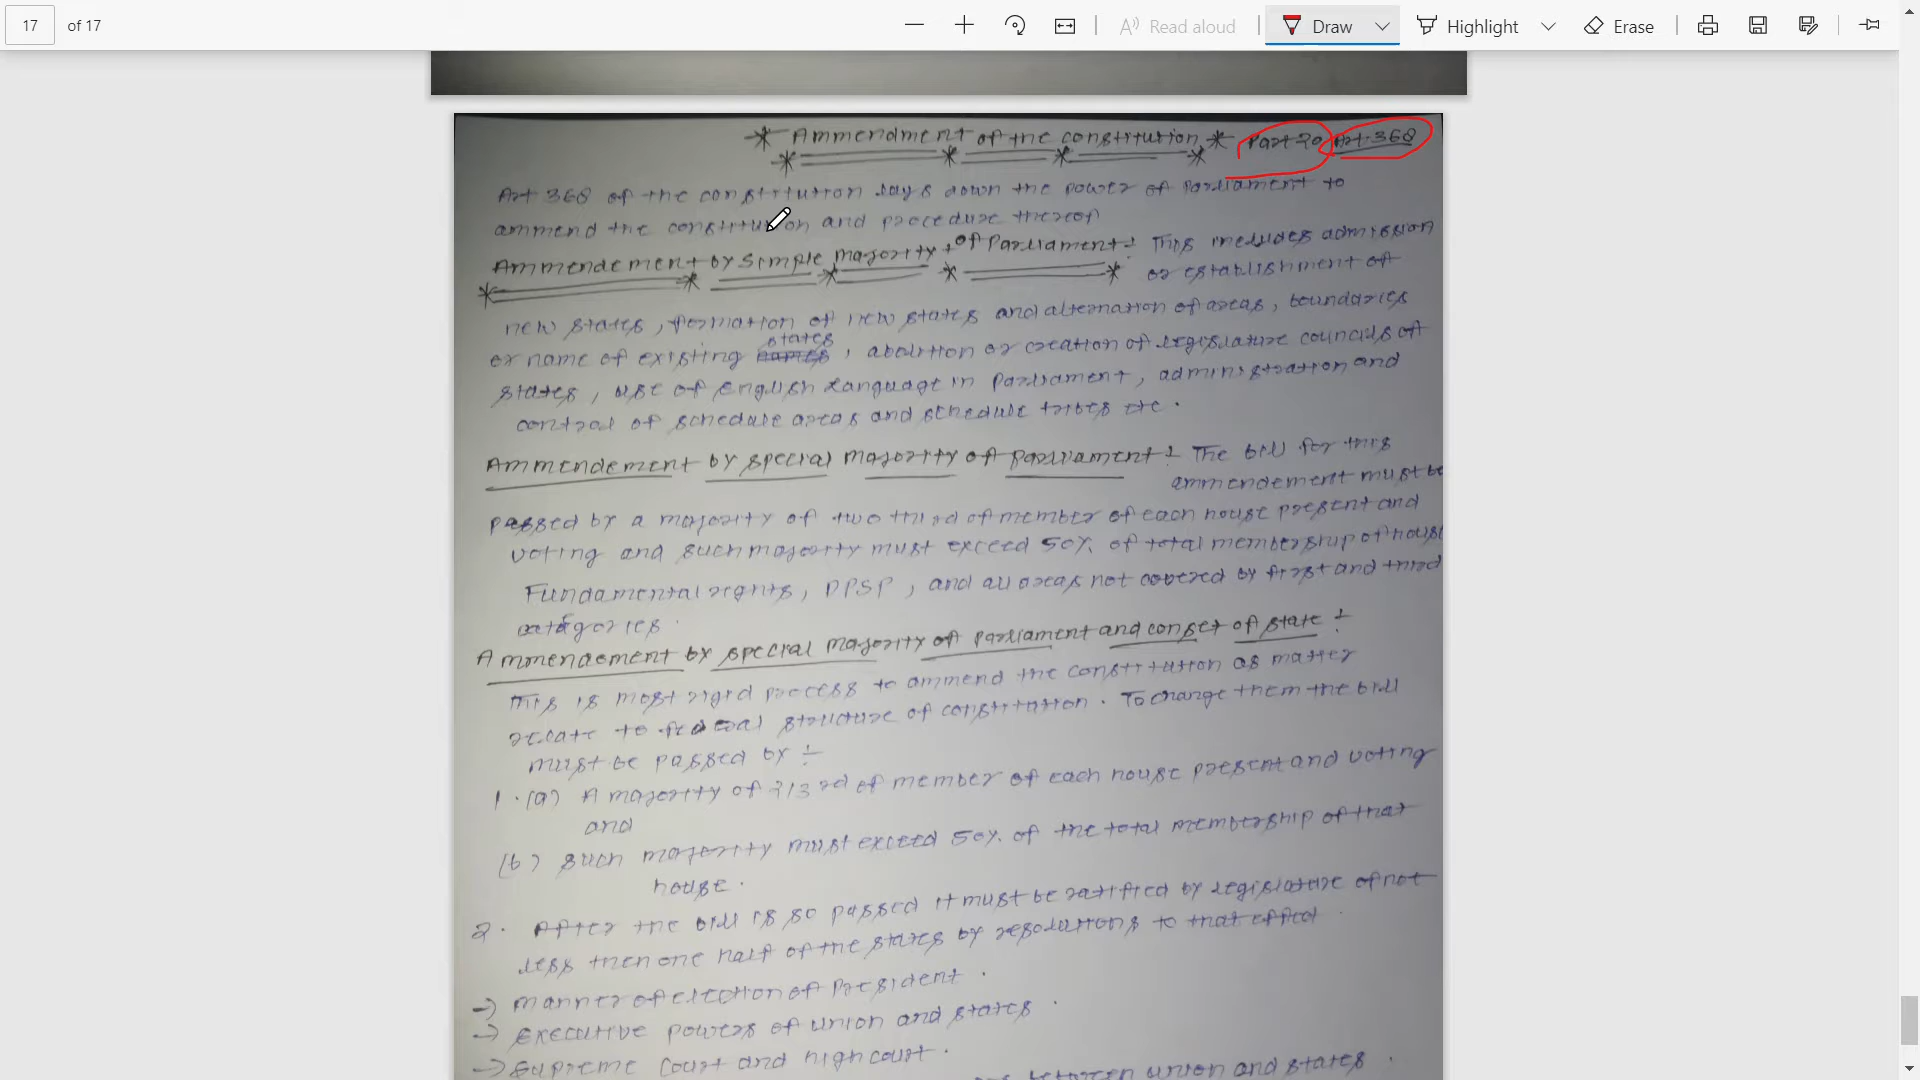 17 of 17 Read aloud Draw Highlight Erase
Ammendment of the constitution Part 20 Art 368
Art 368 of the constitution lays down the power of Parliament to
ammend the constitution and procedure thereof
Ammendement by simple majority of Parliament : This includes admission
or establishment of
new states, formation of new states and alternation of areas, boundaries
or name of existing states, abolition or creation of legislature councils of
states, use of english language in Parliament, administration and
control of schedule areas and schedule tribes etc.
Ammendement by special majority of parliament : The bill for this
ammendement must be
passed by a majority of two third of member of each house present and
voting and such majority must exceed 50% of total membership of house
Fundamental rights, DPSP, and all areas not covered by first and third
categories.
Ammendement by special majority of parliament and conset of state :
This is most rigid process to ammend the constitution as matter
relate to federal structure of constitution. To change them the bill
must be passed by :
1. (a) A majority of 2/3 rd of member of each house present and voting
and
(b) such majority must exceed 50% of the total membership of that
house.
2. After the bill is so passed it must be ratified by legislature of not
less then one half of the states by resolutions to that effect.
→ manner of election of President.
→ executive powers of union and states.
→ supreme court and high court.
between union and states.